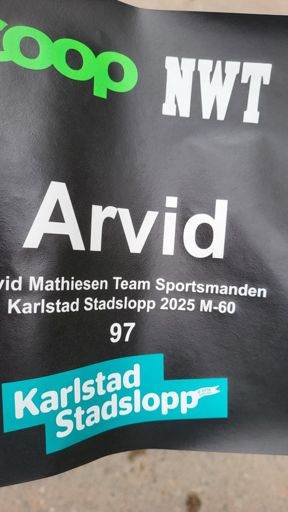 coop NWT
Arvid
vid Mathiesen Team Sportsmanden
Karlstad Stadslopp 2025 M-60
97
Karlstad
Stadslopp